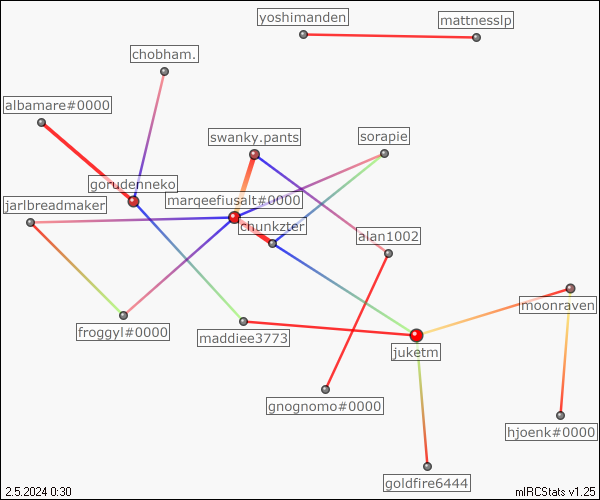 yoshimanden
mattnesslp
chobham.
albamare#0000
swanky.pants
sorapie
gorudenneko
marqeefiusalt#0000
jarlbreadmaker
chunkzter
alan1002
moonraven
froggyl#0000
maddiee3773
juketm
gnognomo#0000
hjoenk#0000
goldfire6444
2.5.2024 0:30
mIRCStats v1.25